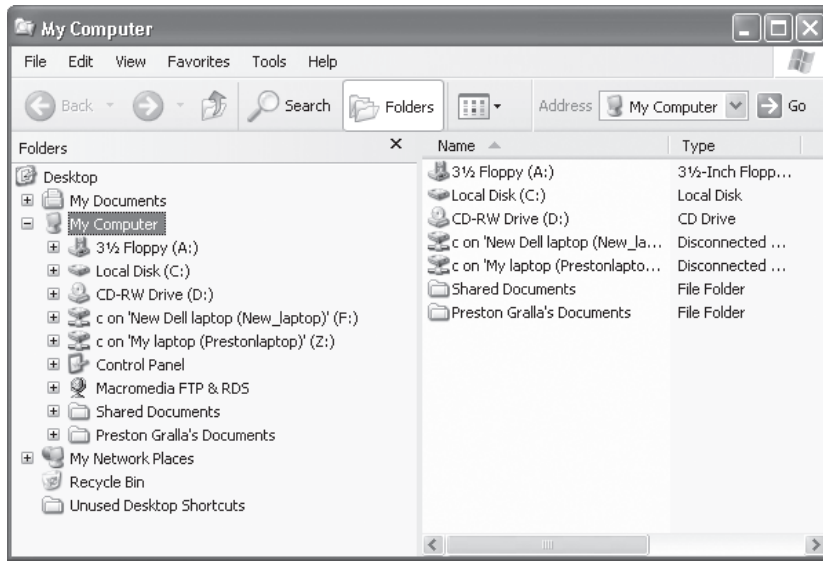 My Computer
File Edit View Favorites Tools Help
Back Search Folders Address My Computer Go
Folders
Desktop
My Documents
My Computer
3½ Floppy (A:)
Local Disk (C:)
CD-RW Drive (D:)
c on 'New Dell laptop (New_laptop)' (F:)
c on 'My laptop (Prestonlaptop)' (Z:)
Control Panel
Macromedia FTP & RDS
Shared Documents
Preston Gralla's Documents
My Network Places
Recycle Bin
Unused Desktop Shortcuts
Name Type
3½ Floppy (A:) 3½-Inch Flopp...
Local Disk (C:) Local Disk
CD-RW Drive (D:) CD Drive
c on 'New Dell laptop (New_la... Disconnected ...
c on 'My laptop (Prestonlapto... Disconnected ...
Shared Documents File Folder
Preston Gralla's Documents File Folder